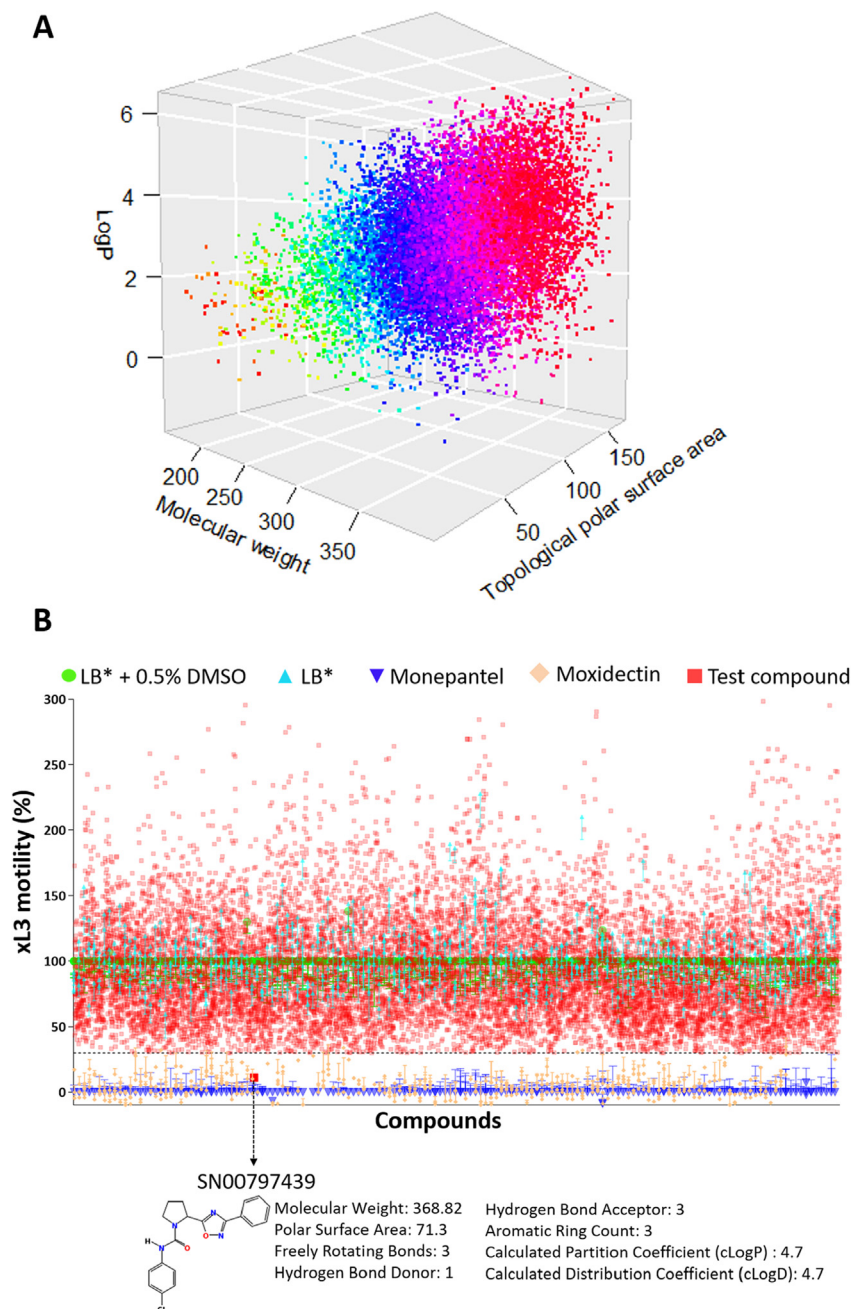 A
6
4
2
0
LogP
200
250
300
350
Molecular weight
50
100
150
Topological polar surface area
B
LB* + 0.5% DMSO LB* Monepantel Moxidectin Test compound
300
250
200
150
100
50
0
xL3 motility (%)
Compounds
SN00797439
Molecular Weight: 368.82 Hydrogen Bond Acceptor: 3
Polar Surface Area: 71.3 Aromatic Ring Count: 3
Freely Rotating Bonds: 3 Calculated Partition Coefficient (cLogP) : 4.7
Hydrogen Bond Donor: 1 Calculated Distribution Coefficient (cLogD): 4.7
N
N
O
N
H
N
O